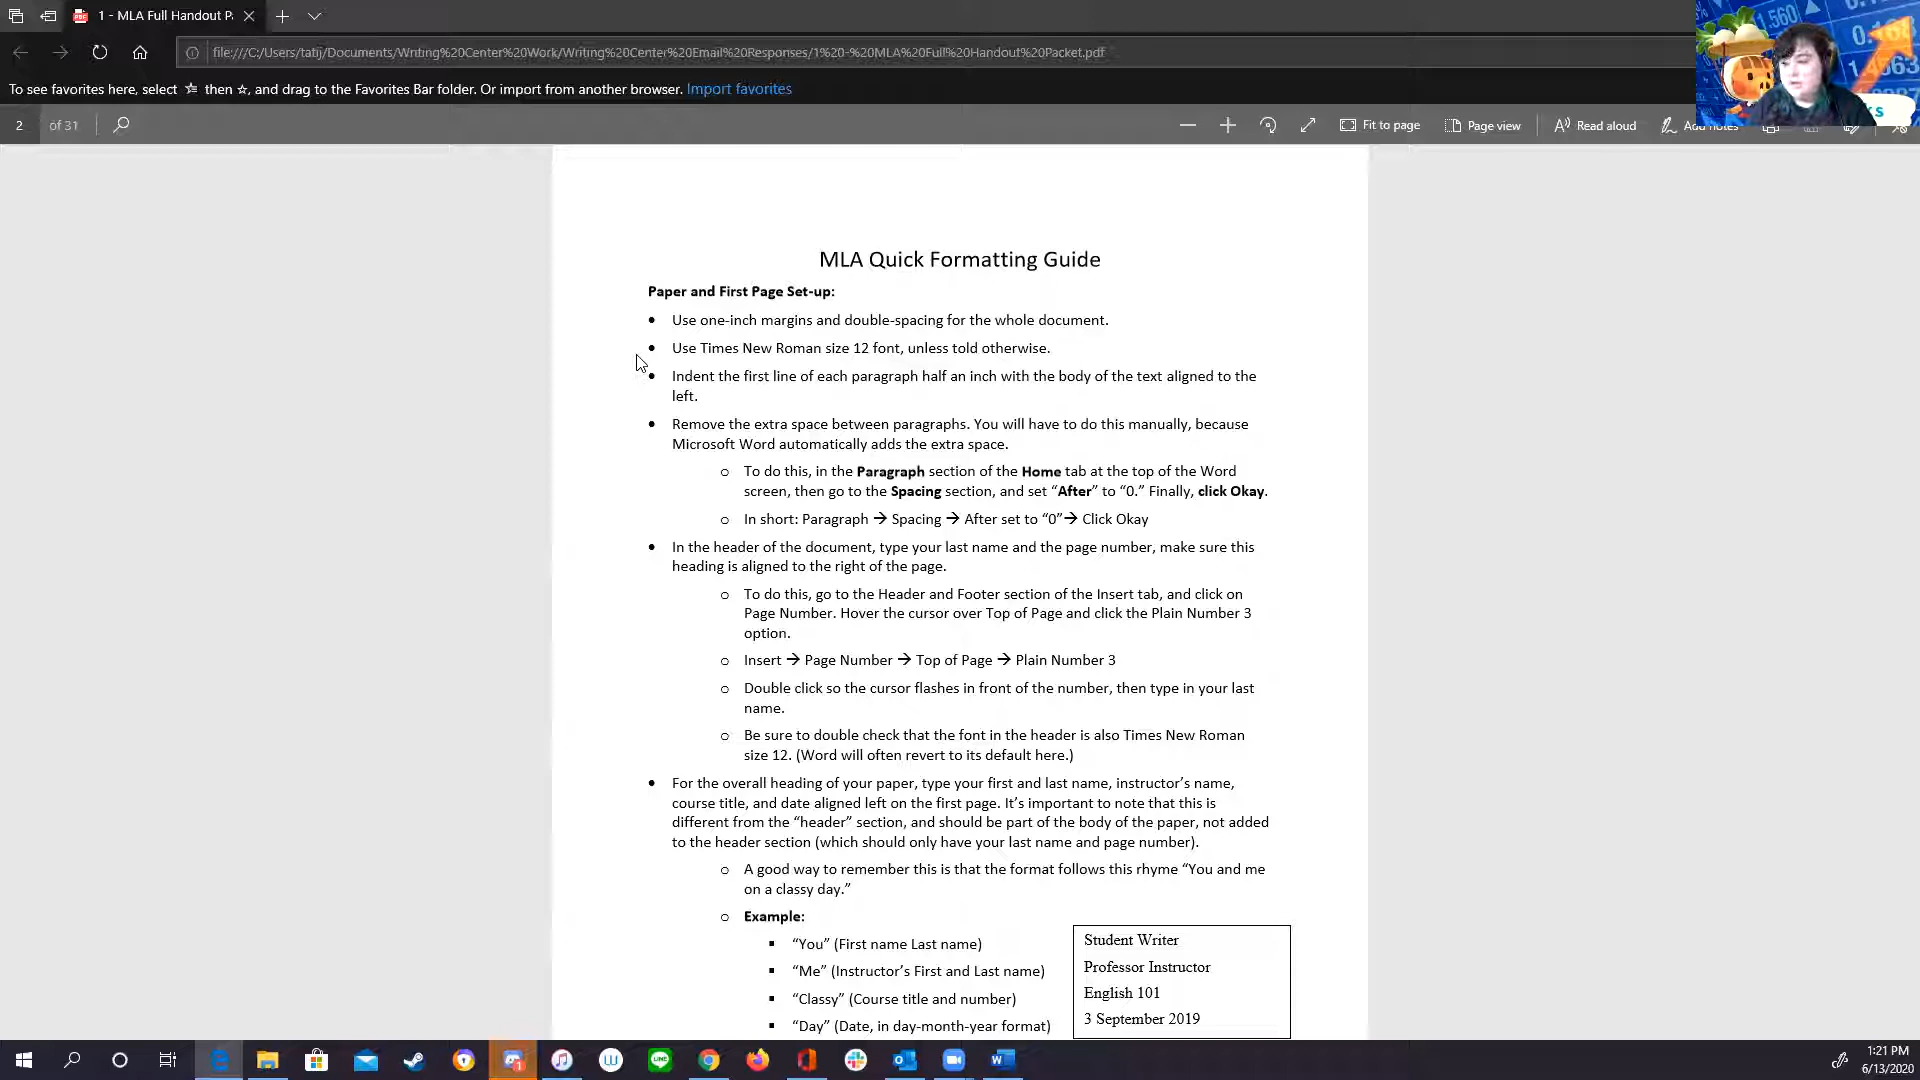 1 - MLA Full Handout Pa
file:///C:/Users/tatij/Documents/Writing%20Center%20Work/Writing%20Center%20Email%20Responses/1%20-%20MLA%20Full%20Handout%20Packet.pdf
To see favorites here, select then ☆, and drag to the Favorites Bar folder. Or import from another browser. Import favorites
2 of 31 Fit to page Page view Read aloud Add notes
1.560
MLA Quick Formatting Guide
Paper and First Page Set-up:
• Use one-inch margins and double-spacing for the whole document.
• Use Times New Roman size 12 font, unless told otherwise.
• Indent the first line of each paragraph half an inch with the body of the text aligned to the
left.
• Remove the extra space between paragraphs. You will have to do this manually, because
Microsoft Word automatically adds the extra space.
o To do this, in the Paragraph section of the Home tab at the top of the Word
screen, then go to the Spacing section, and set “After” to “0.” Finally, click Okay.
o In short: Paragraph → Spacing → After set to “0”→ Click Okay
• In the header of the document, type your last name and the page number, make sure this
heading is aligned to the right of the page.
o To do this, go to the Header and Footer section of the Insert tab, and click on
Page Number. Hover the cursor over Top of Page and click the Plain Number 3
option.
o Insert → Page Number → Top of Page → Plain Number 3
o Double click so the cursor flashes in front of the number, then type in your last
name.
o Be sure to double check that the font in the header is also Times New Roman
size 12. (Word will often revert to its default here.)
• For the overall heading of your paper, type your first and last name, instructor’s name,
course title, and date aligned left on the first page. It’s important to note that this is
different from the “header” section, and should be part of the body of the paper, not added
to the header section (which should only have your last name and page number).
o A good way to remember this is that the format follows this rhyme “You and me
on a classy day.”
o Example:
▪ “You” (First name Last name)
▪ “Me” (Instructor’s First and Last name)
▪ “Classy” (Course title and number)
▪ “Day” (Date, in day-month-year format)
Student Writer
Professor Instructor
English 101
3 September 2019
LINE
1:21 PM
6/13/2020